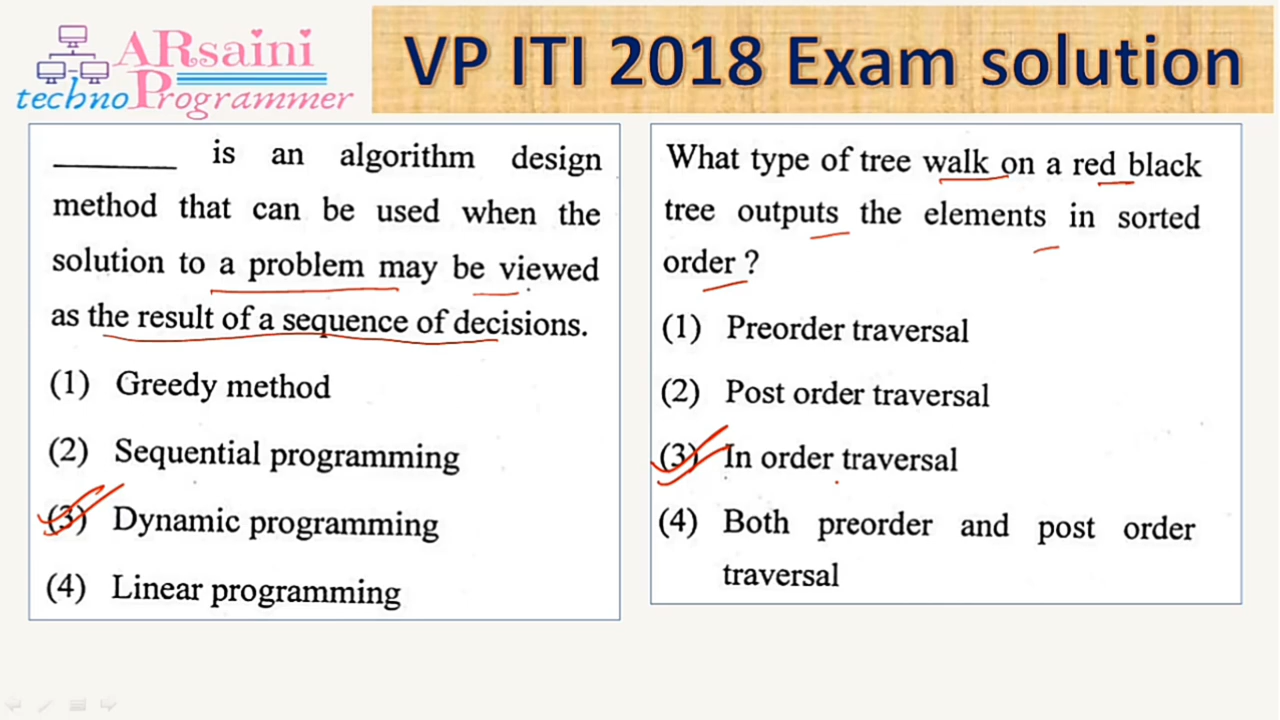 ARsaini
techno Programmer
VP ITI 2018 Exam solution
________ is an algorithm design
method that can be used when the
solution to a problem may be viewed
as the result of a sequence of decisions.
(1) Greedy method
(2) Sequential programming
(3) Dynamic programming
(4) Linear programming
What type of tree walk on a red black
tree outputs the elements in sorted
order ?
(1) Preorder traversal
(2) Post order traversal
(3) In order traversal
(4) Both preorder and post order
traversal